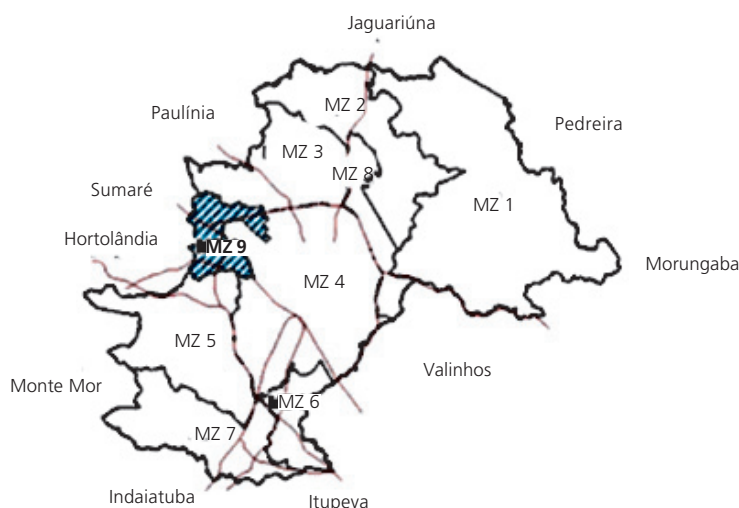 Jaguariúna
MZ 2
Paulínia
Pedreira
MZ 3
MZ 8
Sumaré
MZ 1
Hortolândia
MZ 9
Morungaba
MZ 4
MZ 5
Valinhos
Monte Mor
MZ 6
MZ 7
Indaiatuba
Itupeva